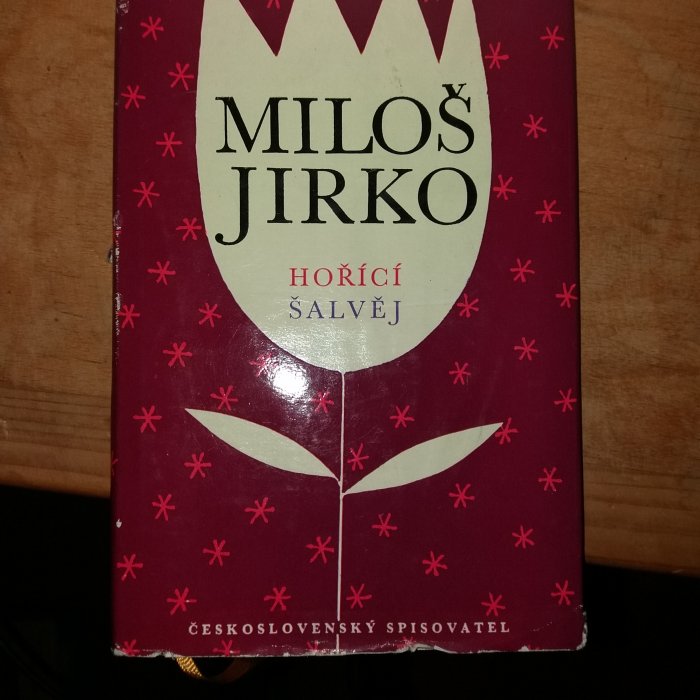 MILOŠ
JIRKO
HOŘÍCÍ
ŠALVĚJ
ČESKOSLOVENSKÝ SPISOVATEL